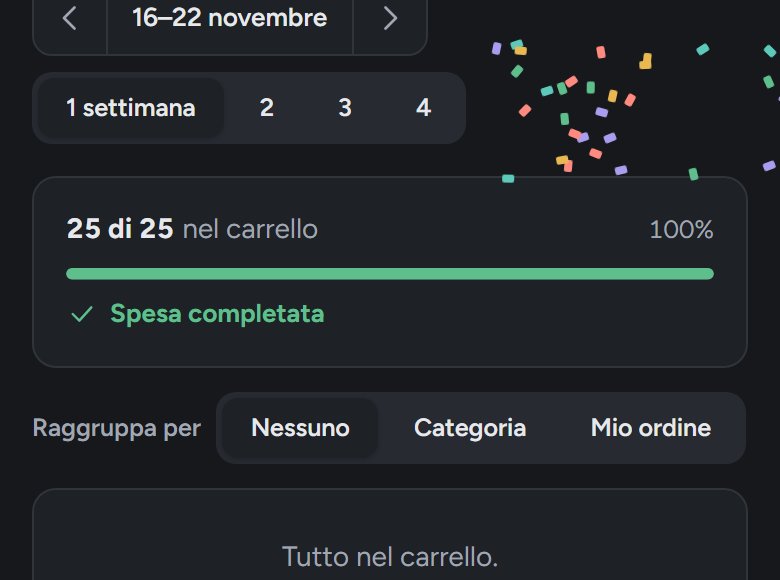 16–22 novembre
1 settimana 2 3 4
25 di 25 nel carrello 100%
Spesa completata
Raggruppa per Nessuno Categoria Mio ordine
Tutto nel carrello.